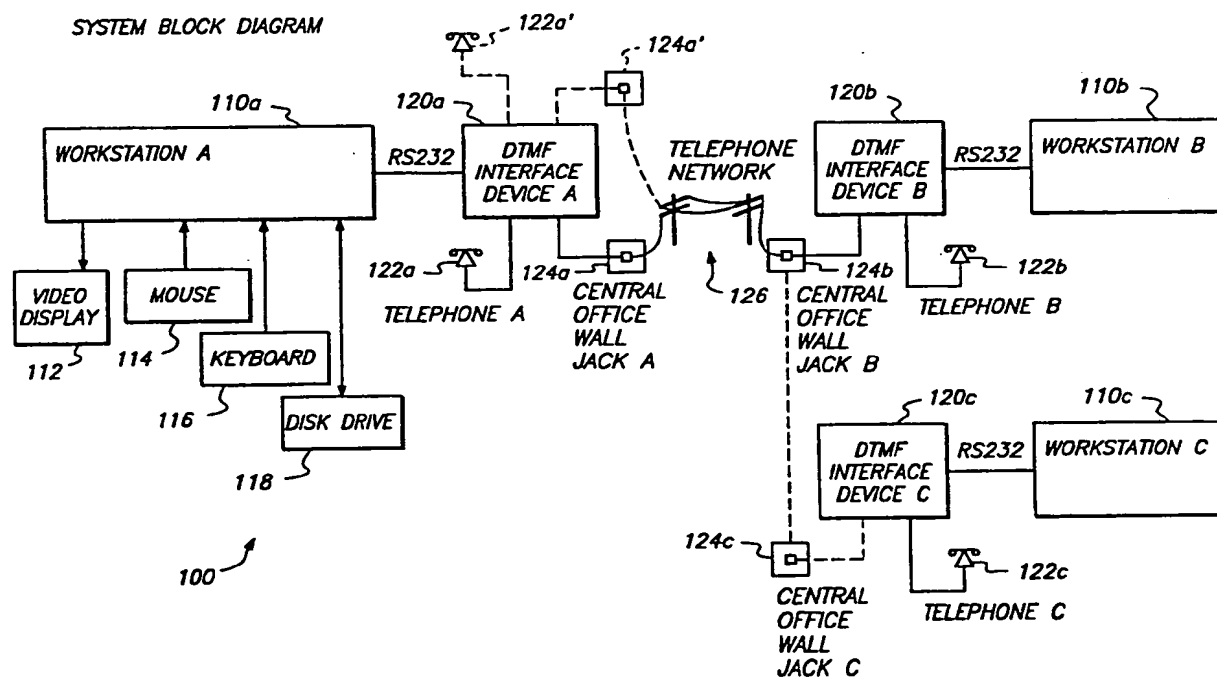 SYSTEM BLOCK DIAGRAM
122a'
124a'
110a
120a
120b
110b
WORKSTATION A
RS232
DTMF
INTERFACE
DEVICE A
TELEPHONE
NETWORK
DTMF
INTERFACE
DEVICE B
RS232
WORKSTATION B
122a
124a
126
124b
122b
VIDEO
DISPLAY
MOUSE
TELEPHONE A
CENTRAL
OFFICE
WALL
JACK A
CENTRAL
OFFICE
WALL
JACK B
TELEPHONE B
112
114
KEYBOARD
116
DISK DRIVE
118
120c
110c
DTMF
INTERFACE
DEVICE C
RS232
WORKSTATION C
100
124c
122c
CENTRAL
OFFICE
WALL
JACK C
TELEPHONE C